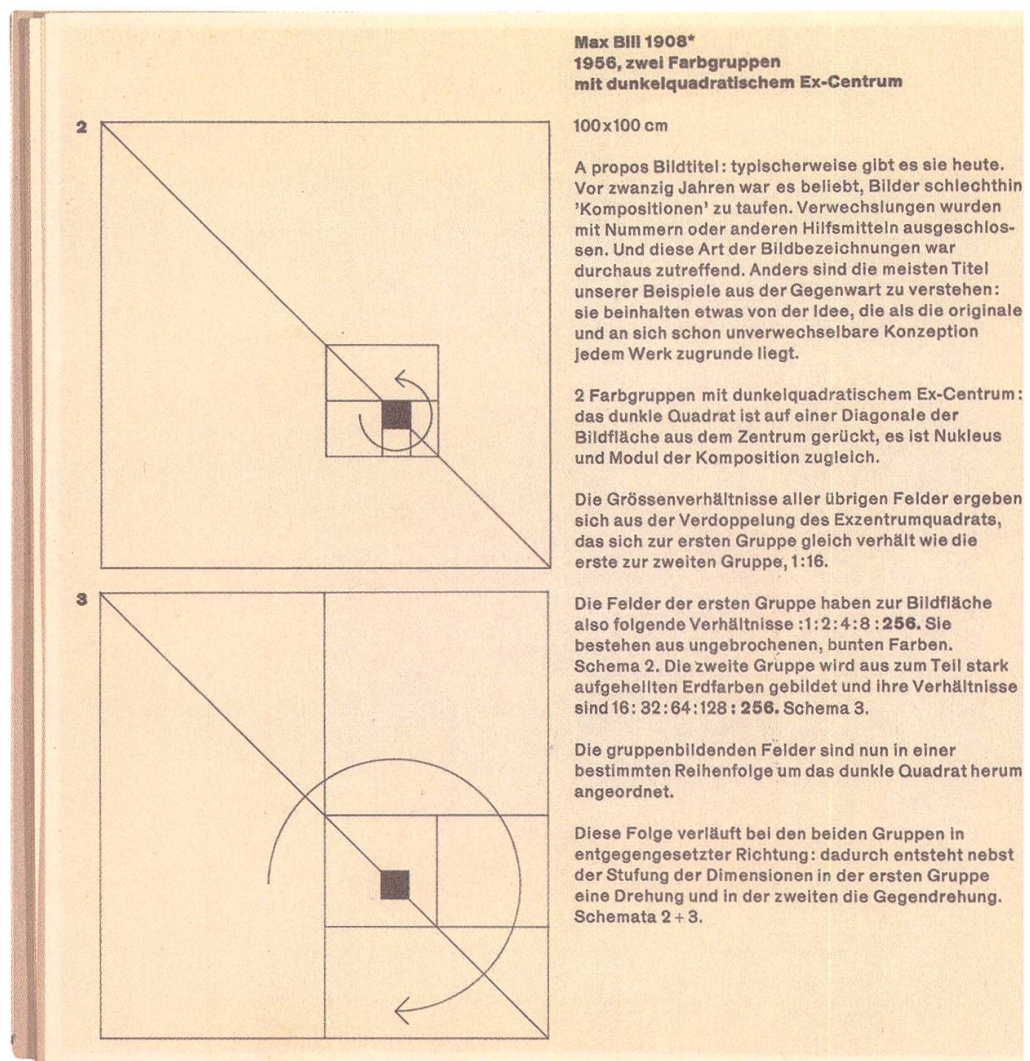 Max Bill 1908*
1956, zwei Farbgruppen
mit dunkelquadratischem Ex-Centrum
2
100x100 cm
A propos Bildtitel: typischerweise gibt es sie heute.
Vor zwanzig Jahren war es beliebt, Bilder schlechthin
'Kompositionen' zu taufen. Verwechslungen wurden
mit Nummern oder anderen Hilfsmitteln ausgeschlos-
sen. Und diese Art der Bildbezeichnungen war
durchaus zutreffend. Anders sind die meisten Titel
unserer Beispiele aus der Gegenwart zu verstehen:
sie beinhalten etwas von der Idee, die als die originale
und an sich schon unverwechselbare Konzeption
jedem Werk zugrunde liegt.
2 Farbgruppen mit dunkelquadratischem Ex-Centrum:
das dunkle Quadrat ist auf einer Diagonale der
Bildfläche aus dem Zentrum gerückt, es ist Nukleus
und Modul der Komposition zugleich.
Die Grössenverhältnisse aller übrigen Felder ergeben
sich aus der Verdoppelung des Exzentrumquadrats,
das sich zur ersten Gruppe gleich verhält wie die
erste zur zweiten Gruppe, 1:16.
3
Die Felder der ersten Gruppe haben zur Bildfläche
also folgende Verhältnisse :1:2:4:8:256. Sie
bestehen aus ungebrochenen, bunten Farben.
Schema 2. Die zweite Gruppe wird aus zum Teil stark
aufgehellten Erdfarben gebildet und ihre Verhältnisse
sind 16: 32:64:128: 256. Schema 3.
Die gruppenbildenden Felder sind nun in einer
bestimmten Reihenfolge um das dunkle Quadrat herum
angeordnet.
Diese Folge verläuft bei den beiden Gruppen in
entgegengesetzter Richtung: dadurch entsteht nebst
der Stufung der Dimensionen in der ersten Gruppe
eine Drehung und in der zweiten die Gegendrehung.
Schemata 2 + 3.